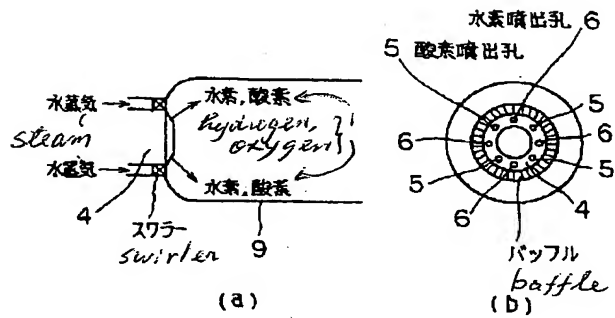 水素噴出孔 6
5 酸素噴出孔 6
水蒸気 水素,酸素 5
steam hydrogen, oxygen 6 6
水蒸気 水素,酸素 5 5
4 9 6 4
スワラー バッフル
swirler baffle
(a) (b)